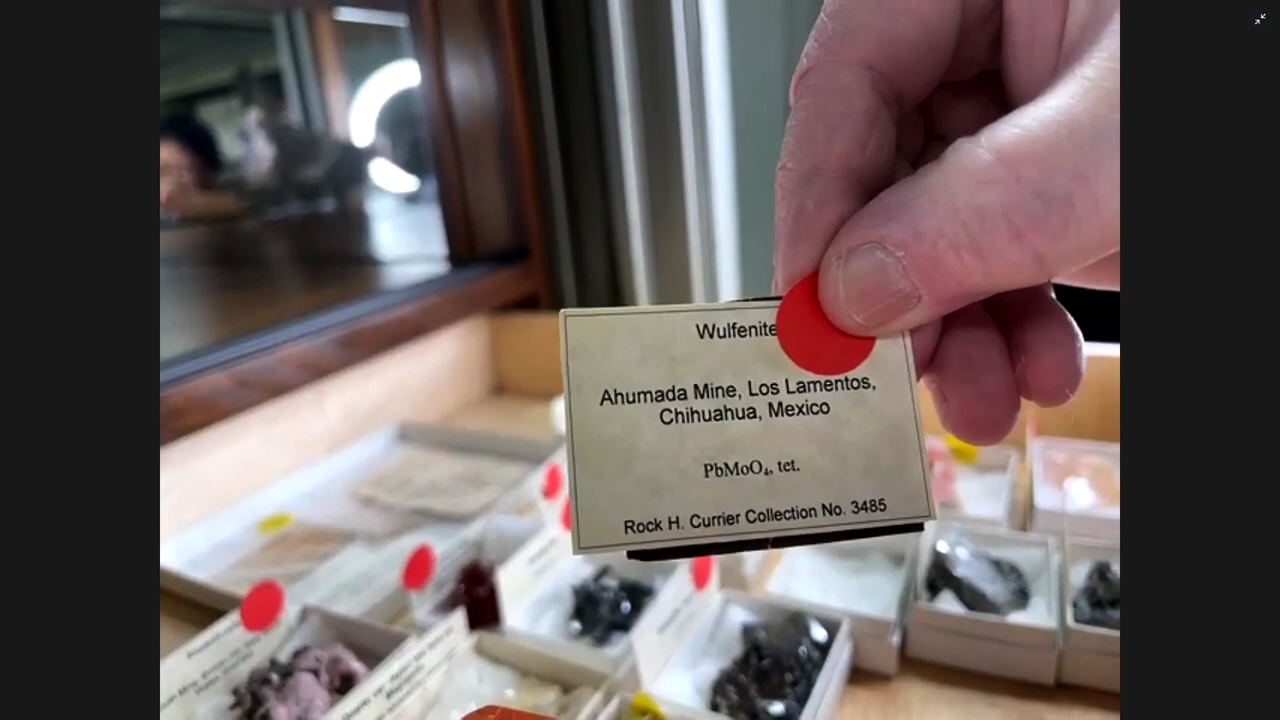 Wulfenite
Ahumada Mine, Los Lamentos,
Chihuahua, Mexico
PbMoO₄, tet.
Rock H. Currier Collection No. 3485